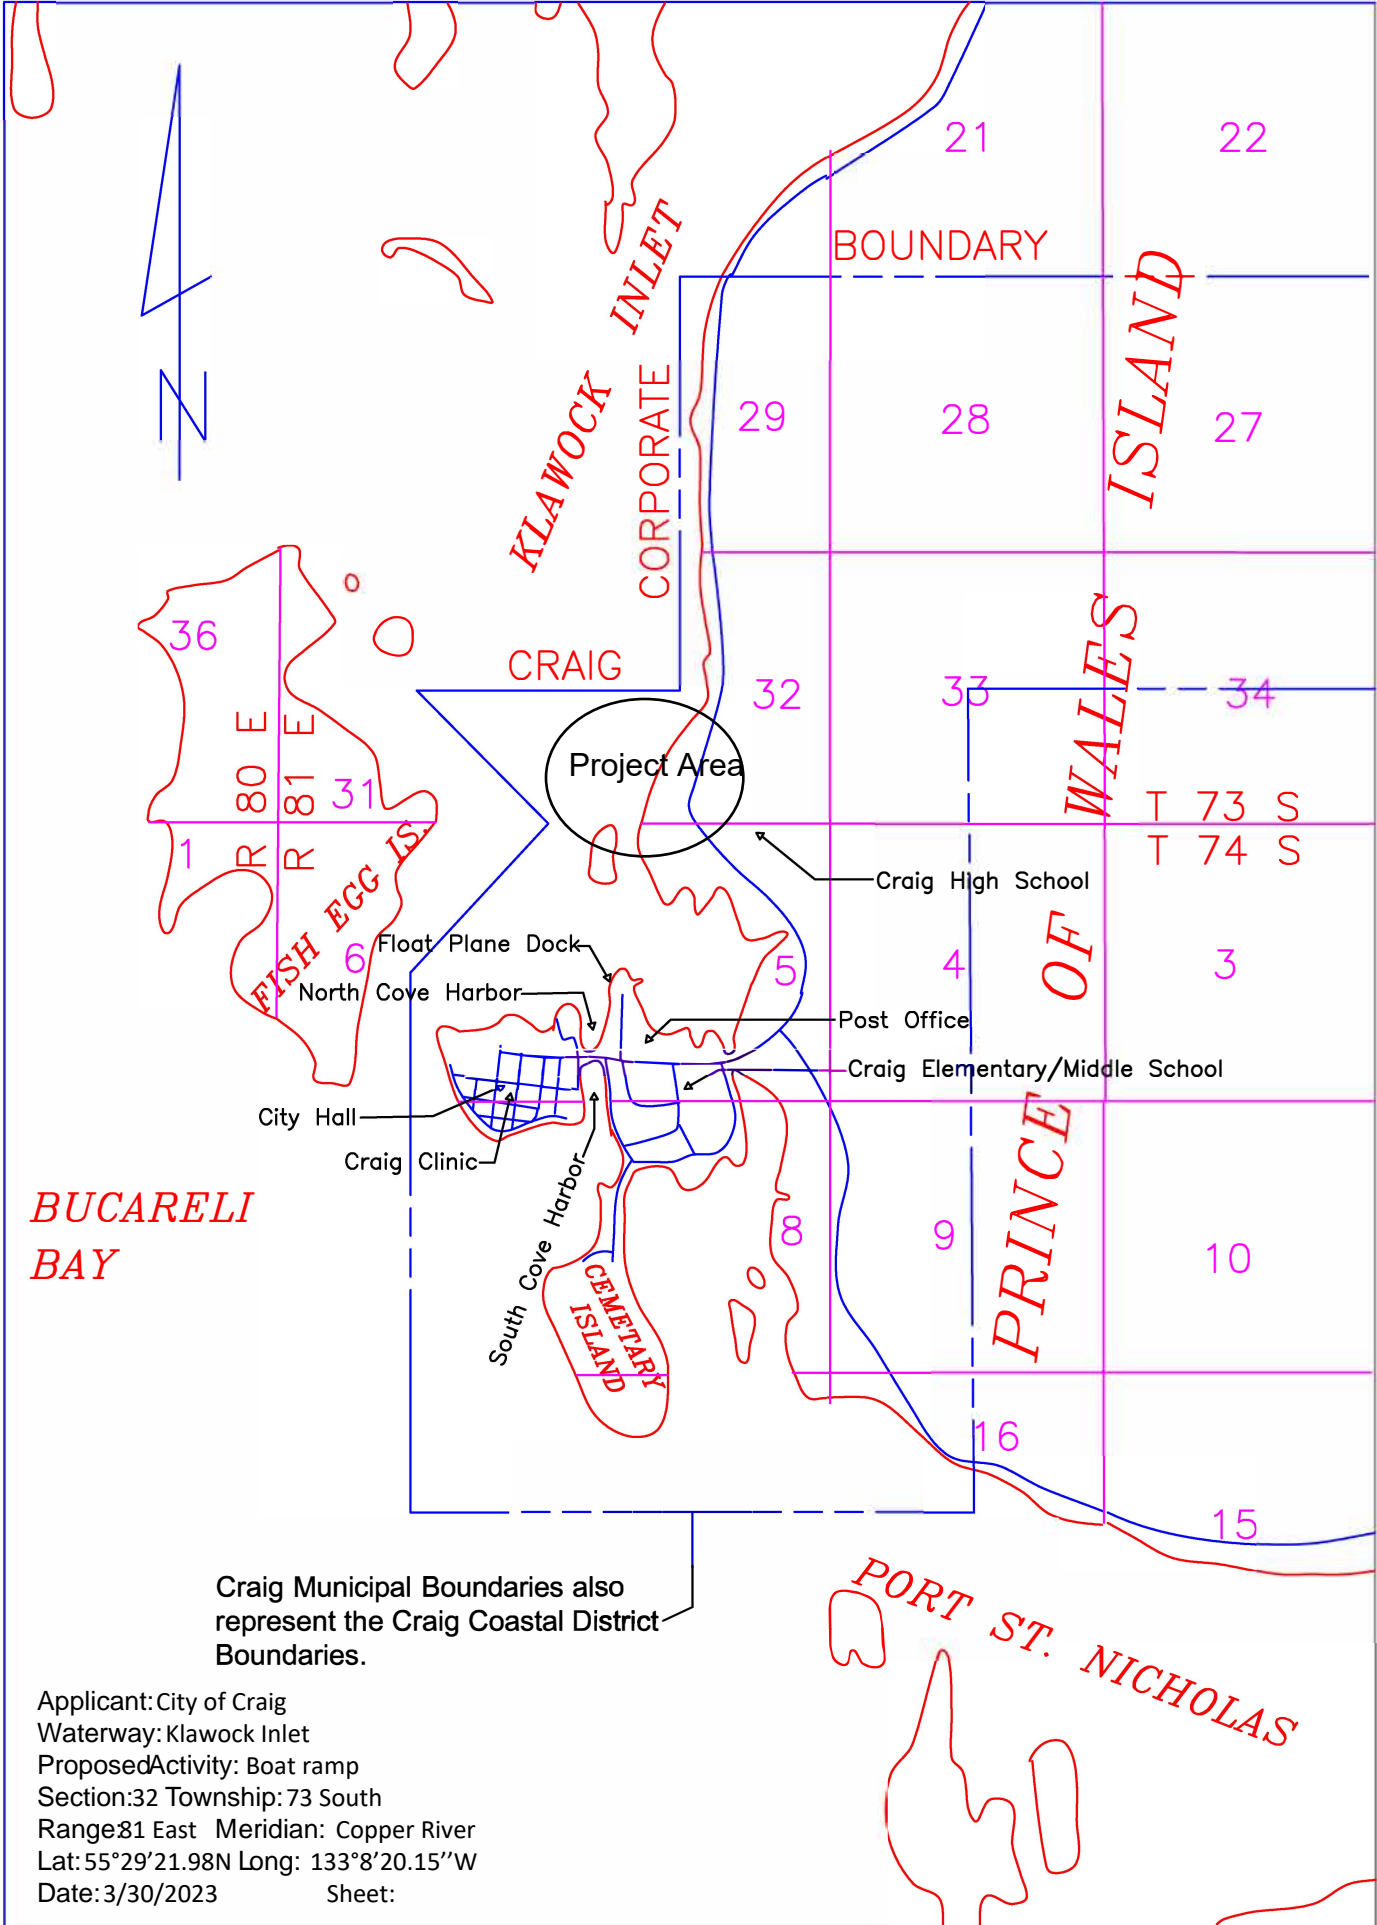 21
22
BOUNDARY
KLAWOCK INLET
PRINCE OF WALES ISLAND
N
CORPORATE
29
28
27
36
CRAIG
32
33
34
R 80 E
R 81 E
31
Project Area
T 73 S
T 74 S
1
FISH EGG IS.
6
Craig High School
Float Plane Dock
5
4
3
North Cove Harbor
Post Office
Craig Elementary/Middle School
City Hall
Craig Clinic
South Cove Harbor
BUCARELI
BAY
8
9
10
CEMETARY
ISLAND
16
15
Craig Municipal Boundaries also
represent the Craig Coastal District
Boundaries.
PORT ST. NICHOLAS
Applicant: City of Craig
Waterway: Klawock Inlet
ProposedActivity: Boat ramp
Section:32 Township: 73 South
Range:81 East Meridian: Copper River
Lat: 55°29’21.98N Long: 133°8’20.15’’W
Date: 3/30/2023 Sheet: